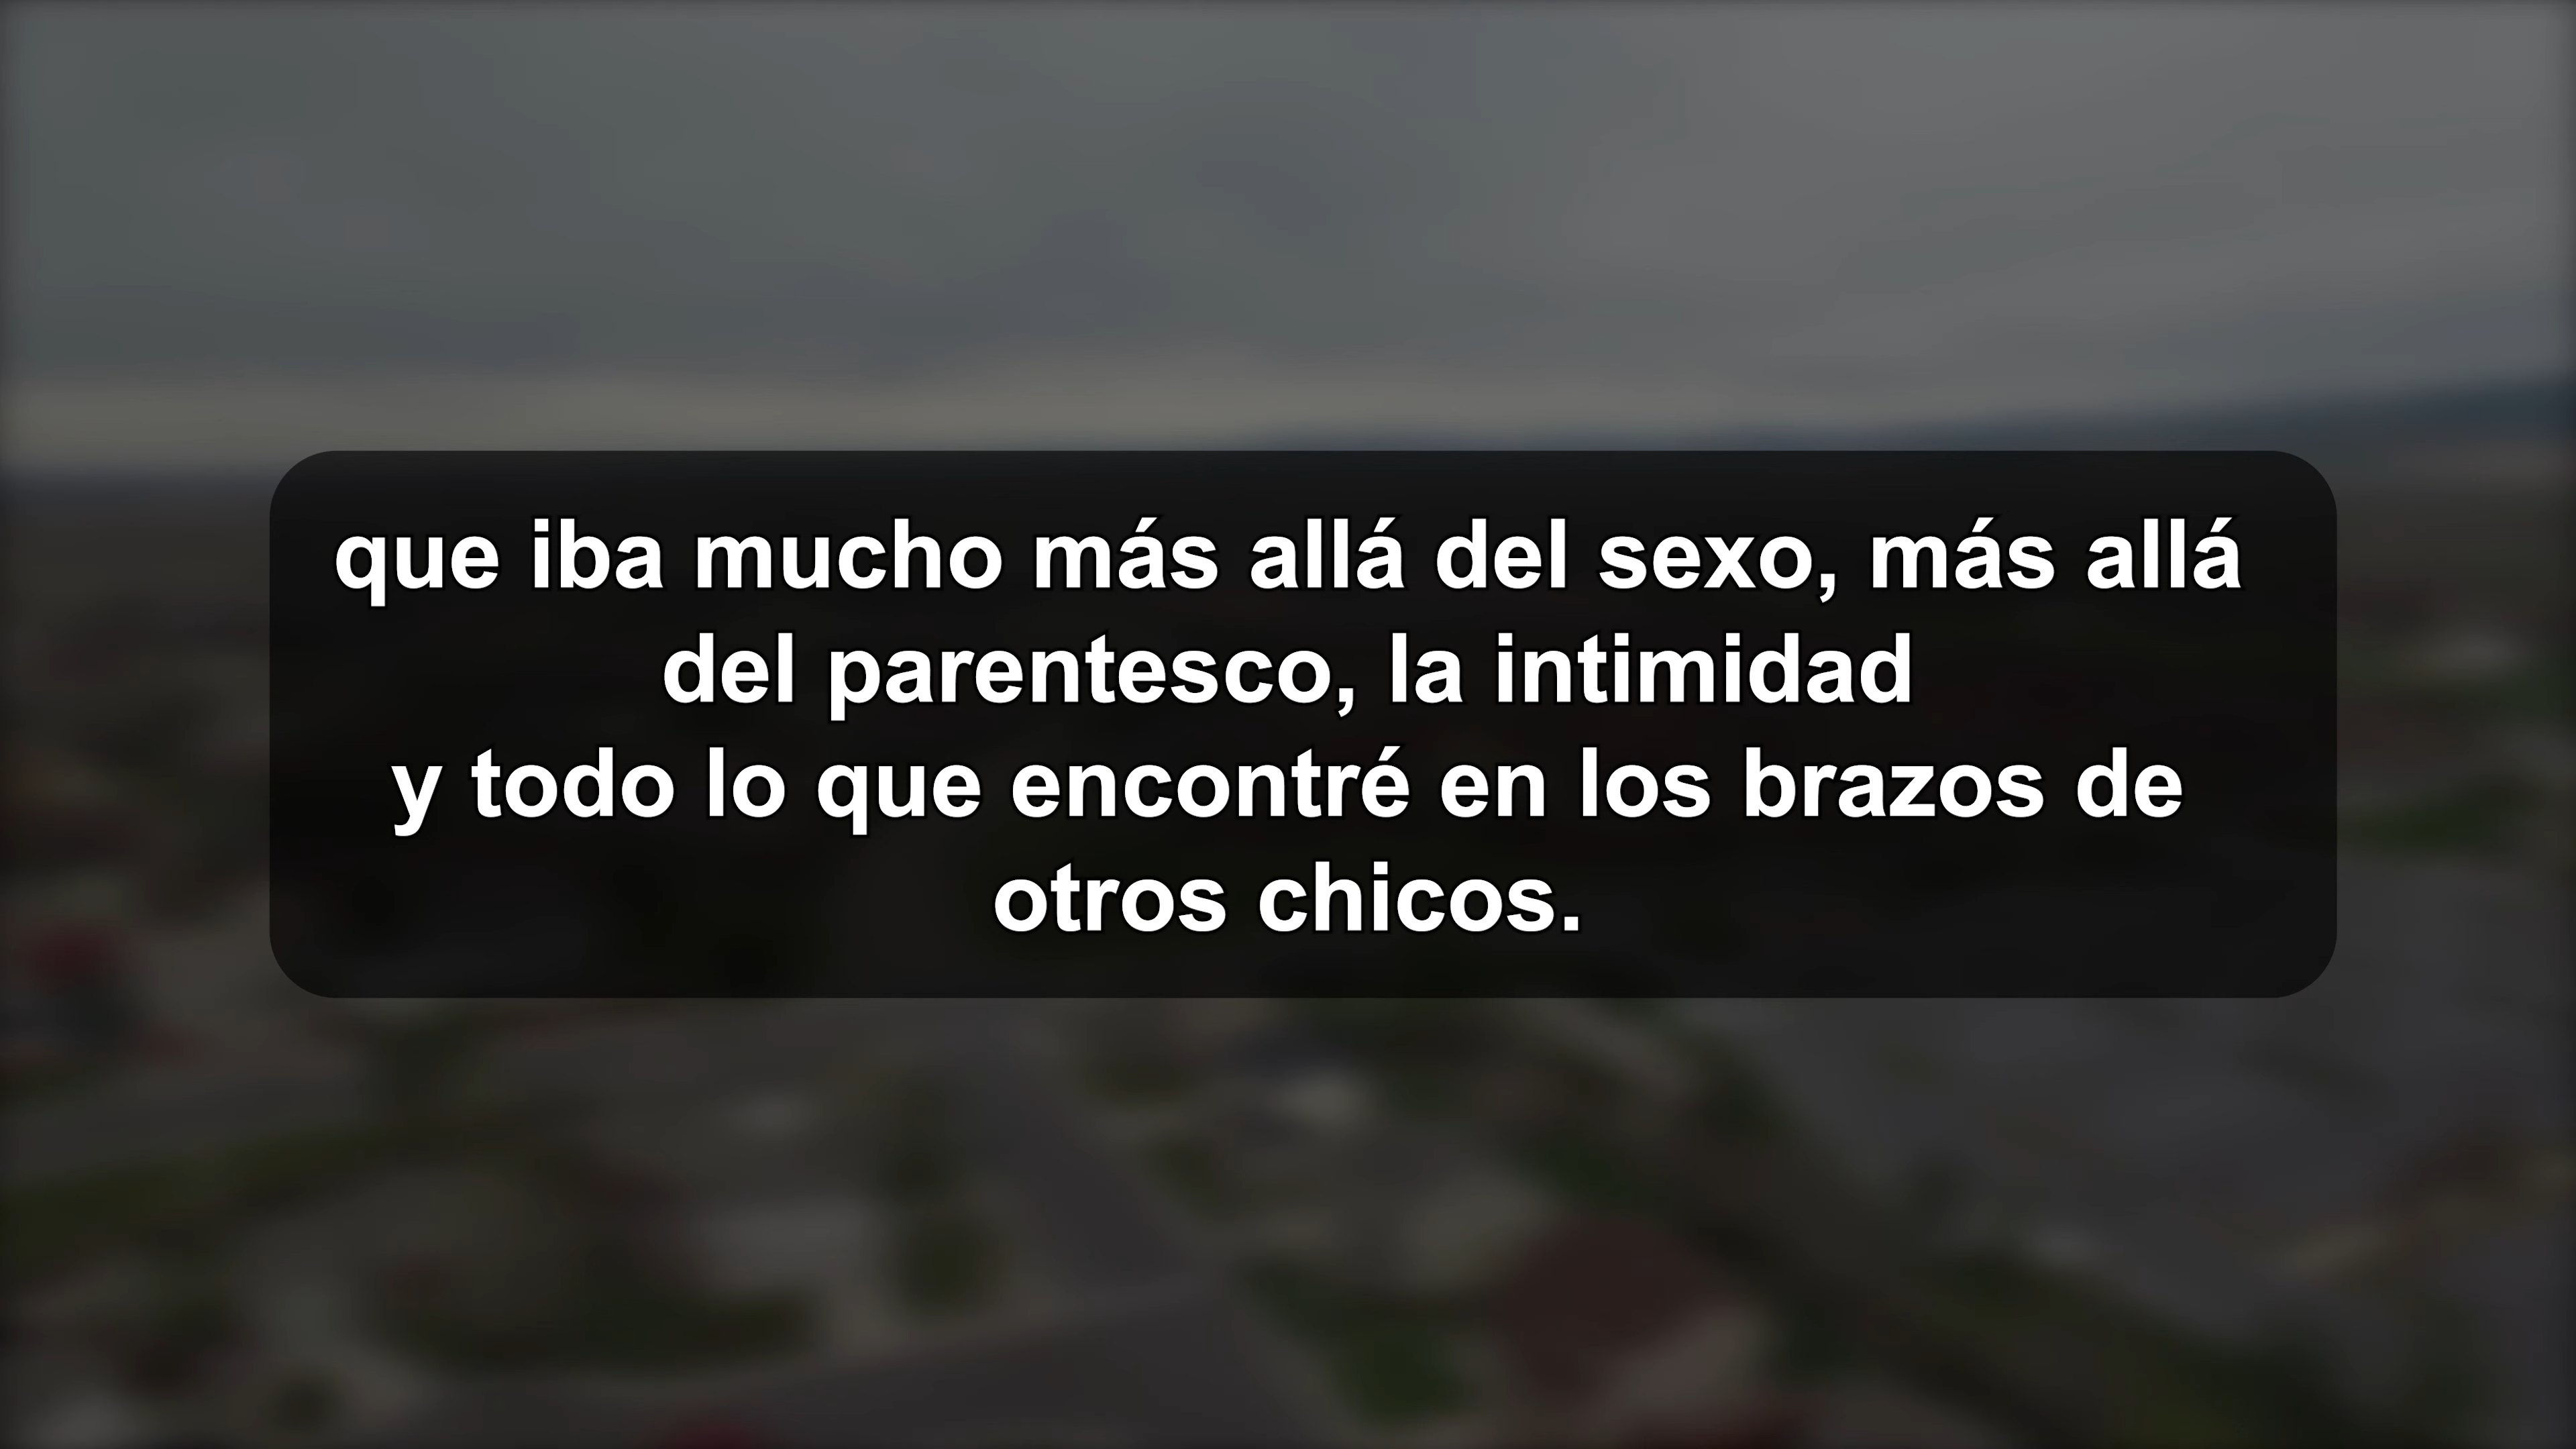 que iba mucho más allá del sexo, más allá
del parentesco, la intimidad
y todo lo que encontré en los brazos de
otros chicos.